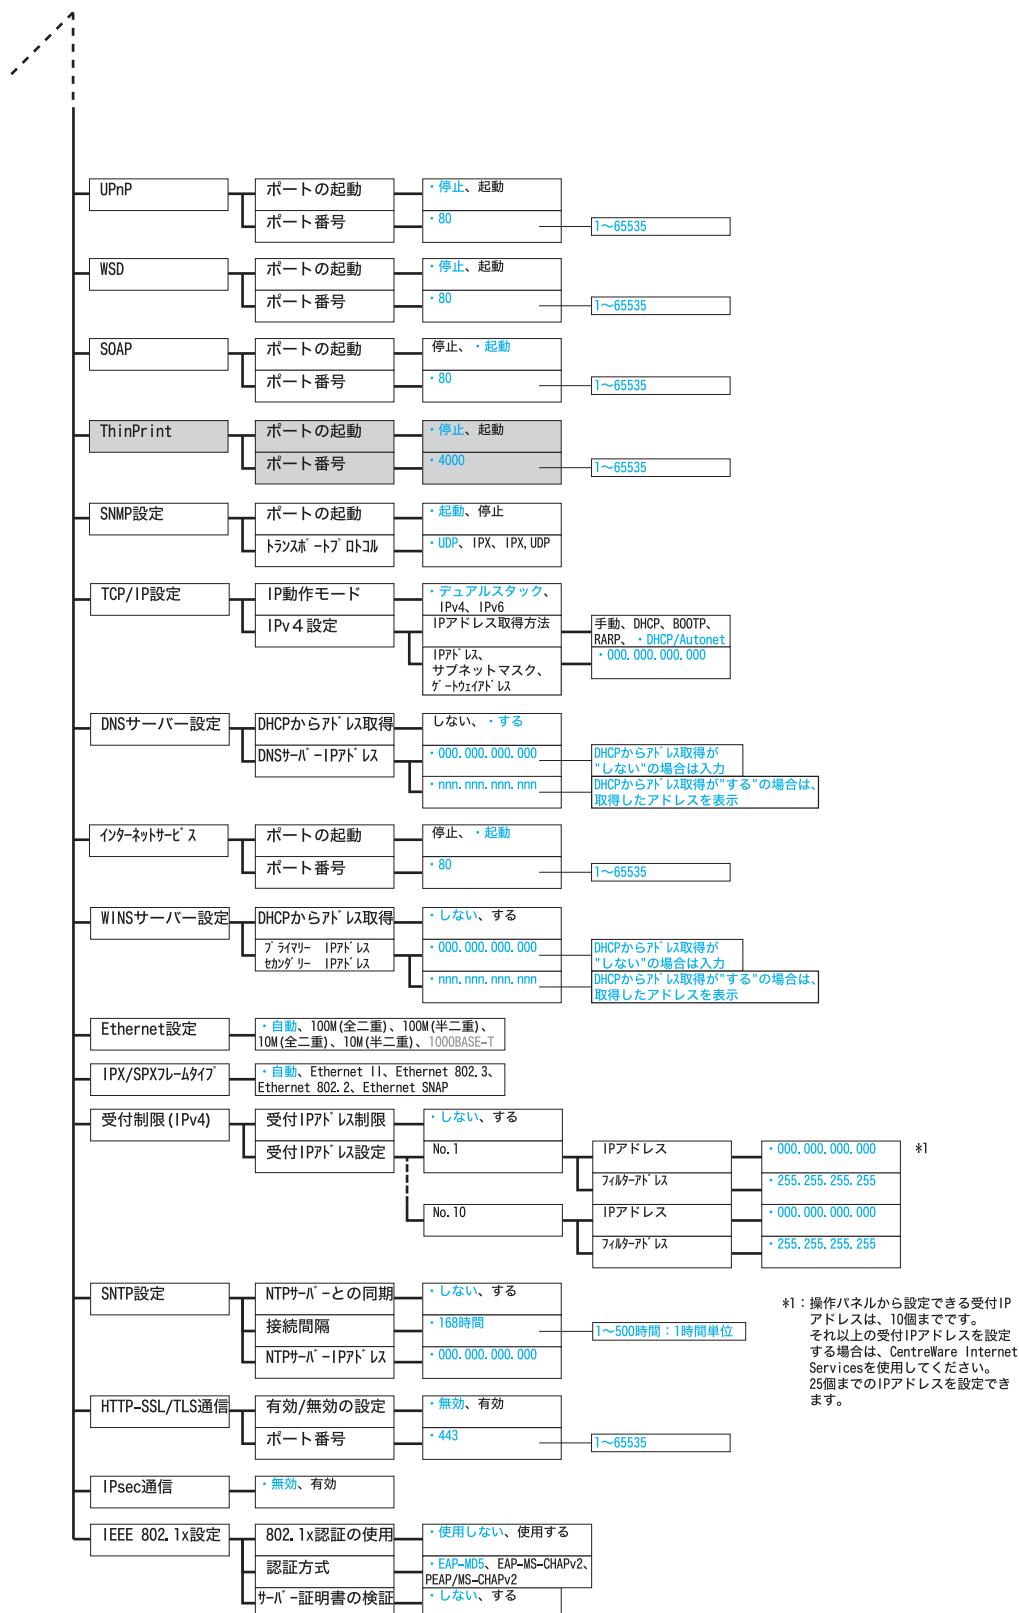 UPnP
ポートの起動
・停止、起動
ポート番号
・80
1～65535
WSD
ポートの起動
・停止、起動
ポート番号
・80
1～65535
SOAP
ポートの起動
停止、・起動
ポート番号
・80
1～65535
ThinPrint
ポートの起動
・停止、起動
ポート番号
・4000
1～65535
SNMP設定
ポートの起動
・起動、停止
ﾄﾗﾝｽﾎﾟｰﾄﾌﾟﾛﾄｺﾙ
・UDP、IPX、IPX,UDP
TCP/IP設定
IP動作モード
・デュアルスタック、
IPv4、IPv6
IPv４設定
IPアドレス取得方法
手動、DHCP、BOOTP、
RARP、・DHCP/Autonet
IPｱﾄﾞﾚｽ、
サブネットマスク、
ｹﾞｰﾄｳｪｲｱﾄﾞﾚｽ
・000.000.000.000
DNSサーバー設定
DHCPからｱﾄﾞﾚｽ取得
しない、・する
DNSｻｰﾊﾞｰIPｱﾄﾞﾚｽ
・000.000.000.000
DHCPからｱﾄﾞﾚｽ取得が
"しない"の場合は入力
・nnn.nnn.nnn.nnn
DHCPからｱﾄﾞﾚｽ取得が"する"の場合は、
取得したアドレスを表示
ｲﾝﾀｰﾈｯﾄｻｰﾋﾞｽ
ポートの起動
停止、・起動
ポート番号
・80
1～65535
WINSサーバー設定
DHCPからｱﾄﾞﾚｽ取得
・しない、する
ﾌﾟﾗｲﾏﾘｰ IPｱﾄﾞﾚｽ
ｾｶﾝﾀﾞﾘｰ IPｱﾄﾞﾚｽ
・000.000.000.000
DHCPからｱﾄﾞﾚｽ取得が
"しない"の場合は入力
・nnn.nnn.nnn.nnn
DHCPからｱﾄﾞﾚｽ取得が"する"の場合は、
取得したアドレスを表示
Ethernet設定
・自動、100M(全二重)、100M(半二重)、
10M(全二重)、10M(半二重)、1000BASE-T
IPX/SPXﾌﾚｰﾑﾀｲﾌﾟ
・自動、Ethernet II、Ethernet 802.3、
Ethernet 802.2、Ethernet SNAP
受付制限(IPv4)
受付IPｱﾄﾞﾚｽ制限
・しない、する
受付IPｱﾄﾞﾚｽ設定
No.1
IPアドレス
・000.000.000.000
*1
ﾌｨﾙﾀｰｱﾄﾞﾚｽ
・255.255.255.255
No.10
IPアドレス
・000.000.000.000
ﾌｨﾙﾀｰｱﾄﾞﾚｽ
・255.255.255.255
SNTP設定
NTPｻｰﾊﾞｰとの同期
・しない、する
接続間隔
・168時間
1～500時間：1時間単位
NTPｻｰﾊﾞｰIPｱﾄﾞﾚｽ
・000.000.000.000
*1：操作パネルから設定できる受付IP
アドレスは、10個までです。
それ以上の受付IPアドレスを設定
する場合は、CentreWare Internet
Servicesを使用してください。
25個までのIPアドレスを設定でき
ます。
HTTP-SSL/TLS通信
有効/無効の設定
・無効、有効
ポート番号
・443
1～65535
IPsec通信
・無効、有効
IEEE 802.1x設定
802.1x認証の使用
・使用しない、使用する
認証方式
・EAP-MD5、EAP-MS-CHAPv2、
PEAP/MS-CHAPv2
ｻｰﾊﾞｰ証明書の検証
・しない、する